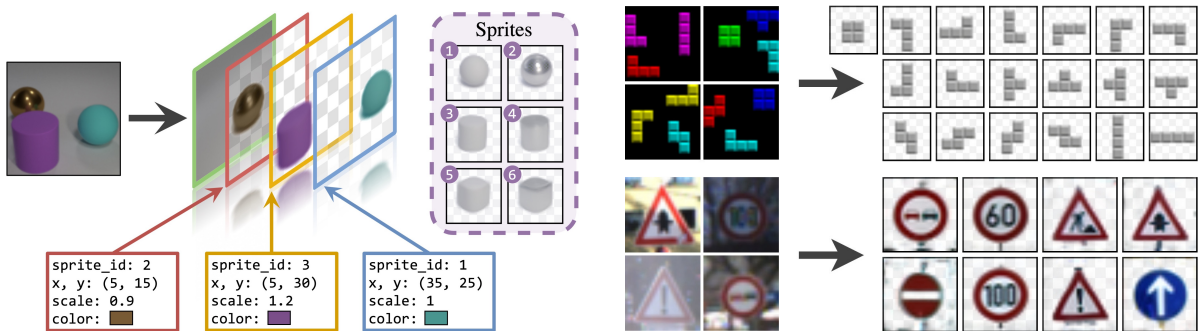 Sprites
1
2
3
4
5
6
sprite_id: 2
x, y: (5, 15)
scale: 0.9
color:
sprite_id: 3
x, y: (5, 30)
scale: 1.2
color:
sprite_id: 1
x, y: (35, 25)
scale: 1
color:
60
100